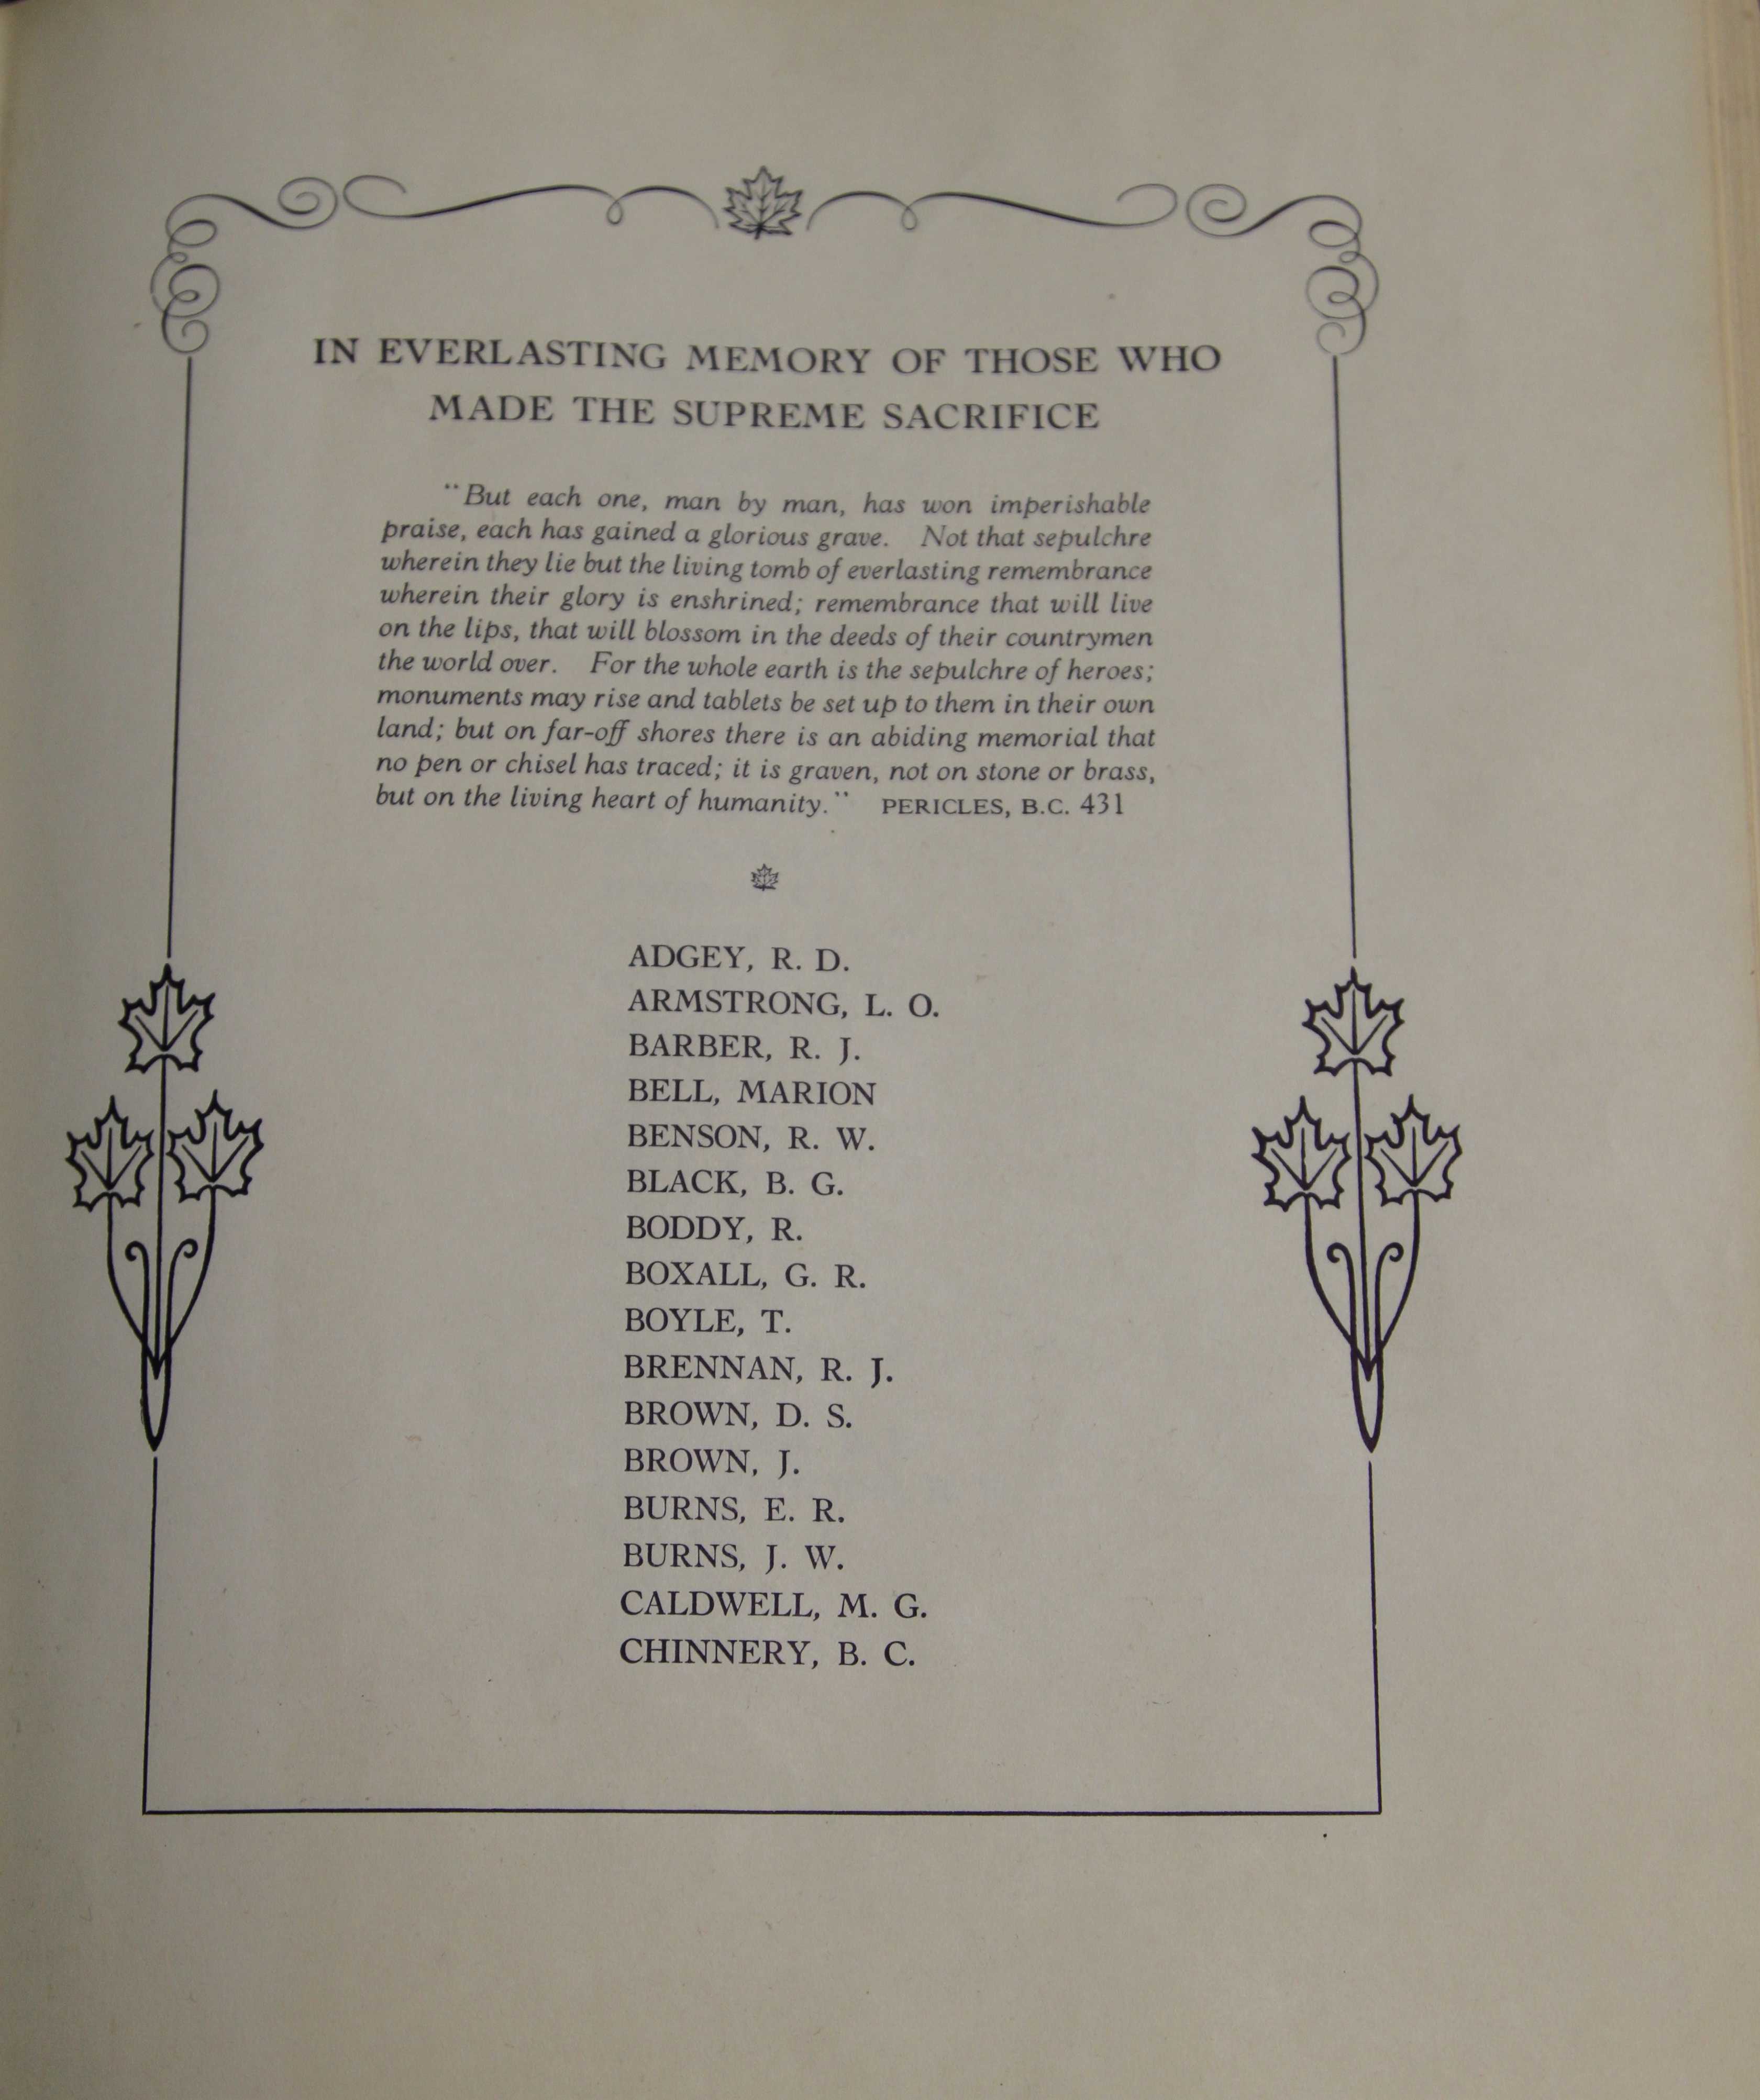 IN EVERLASTING MEMORY OF THOSE WHO
MADE THE SUPREME SACRIFICE
"But each one, man by man, has won imperishable
praise, each has gained a glorious grave. Not that sepulchre
wherein they lie but the living tomb of everlasting remembrance
wherein their glory is enshrined; remembrance that will live
on the lips, that will blossom in the deeds of their countrymen
the world over. For the whole earth is the sepulchre of heroes;
monuments may rise and tablets be set up to them in their own
land; but on far-off shores there is an abiding memorial that
no pen or chisel has traced; it is graven, not on stone or brass,
but on the living heart of humanity." PERICLES, B.C. 431
ADGEY, R. D.
ARMSTRONG, L. O.
BARBER, R. J.
BELL, MARION
BENSON, R. W.
BLACK, B. G.
BODDY, R.
BOXALL, G. R.
BOYLE, T.
BRENNAN, R. J.
BROWN, D. S.
BROWN, J.
BURNS, E. R.
BURNS, J. W.
CALDWELL, M. G.
CHINNERY, B. C.